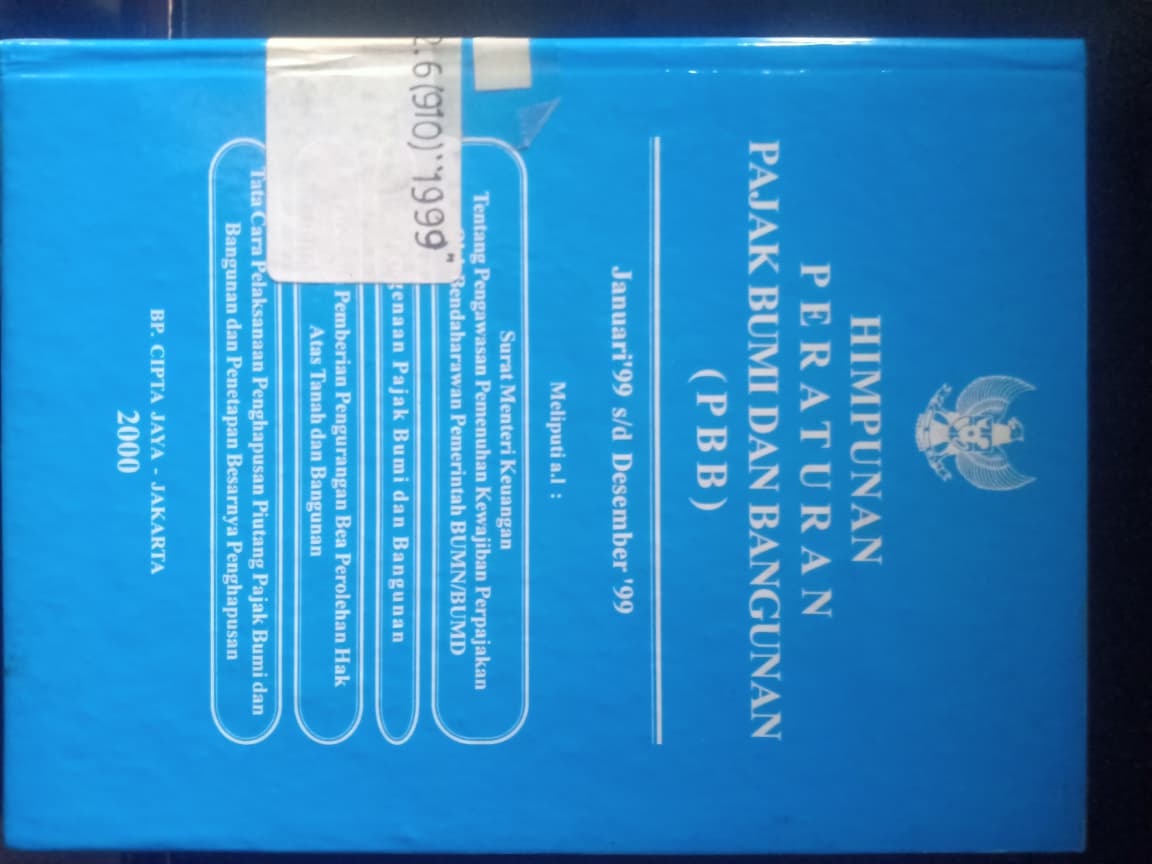 HIMPUNAN
PERATURAN
PAJAK BUMI DAN BANGUNAN
(PBB)
Januari'99 s/d Desember '99
Meliputi a.l :
Surat Menteri Keuangan
Tentang Pengawasan Pemenuhan Kewajiban Perpajakan
Bendaharawan Pemerintah BUMN/BUMD
genaan Pajak Bumi dan Bangunan
Pemberian Pengurangan Bea Perolehan Hak
Atas Tanah dan Bangunan
Tata Cara Pelaksanaan Penghapusan Piutang Pajak Bumi dan
Bangunan dan Penetapan Besarnya Penghapusan
2.6(910)"1999"
BP. CIPTA JAYA - JAKARTA
2000